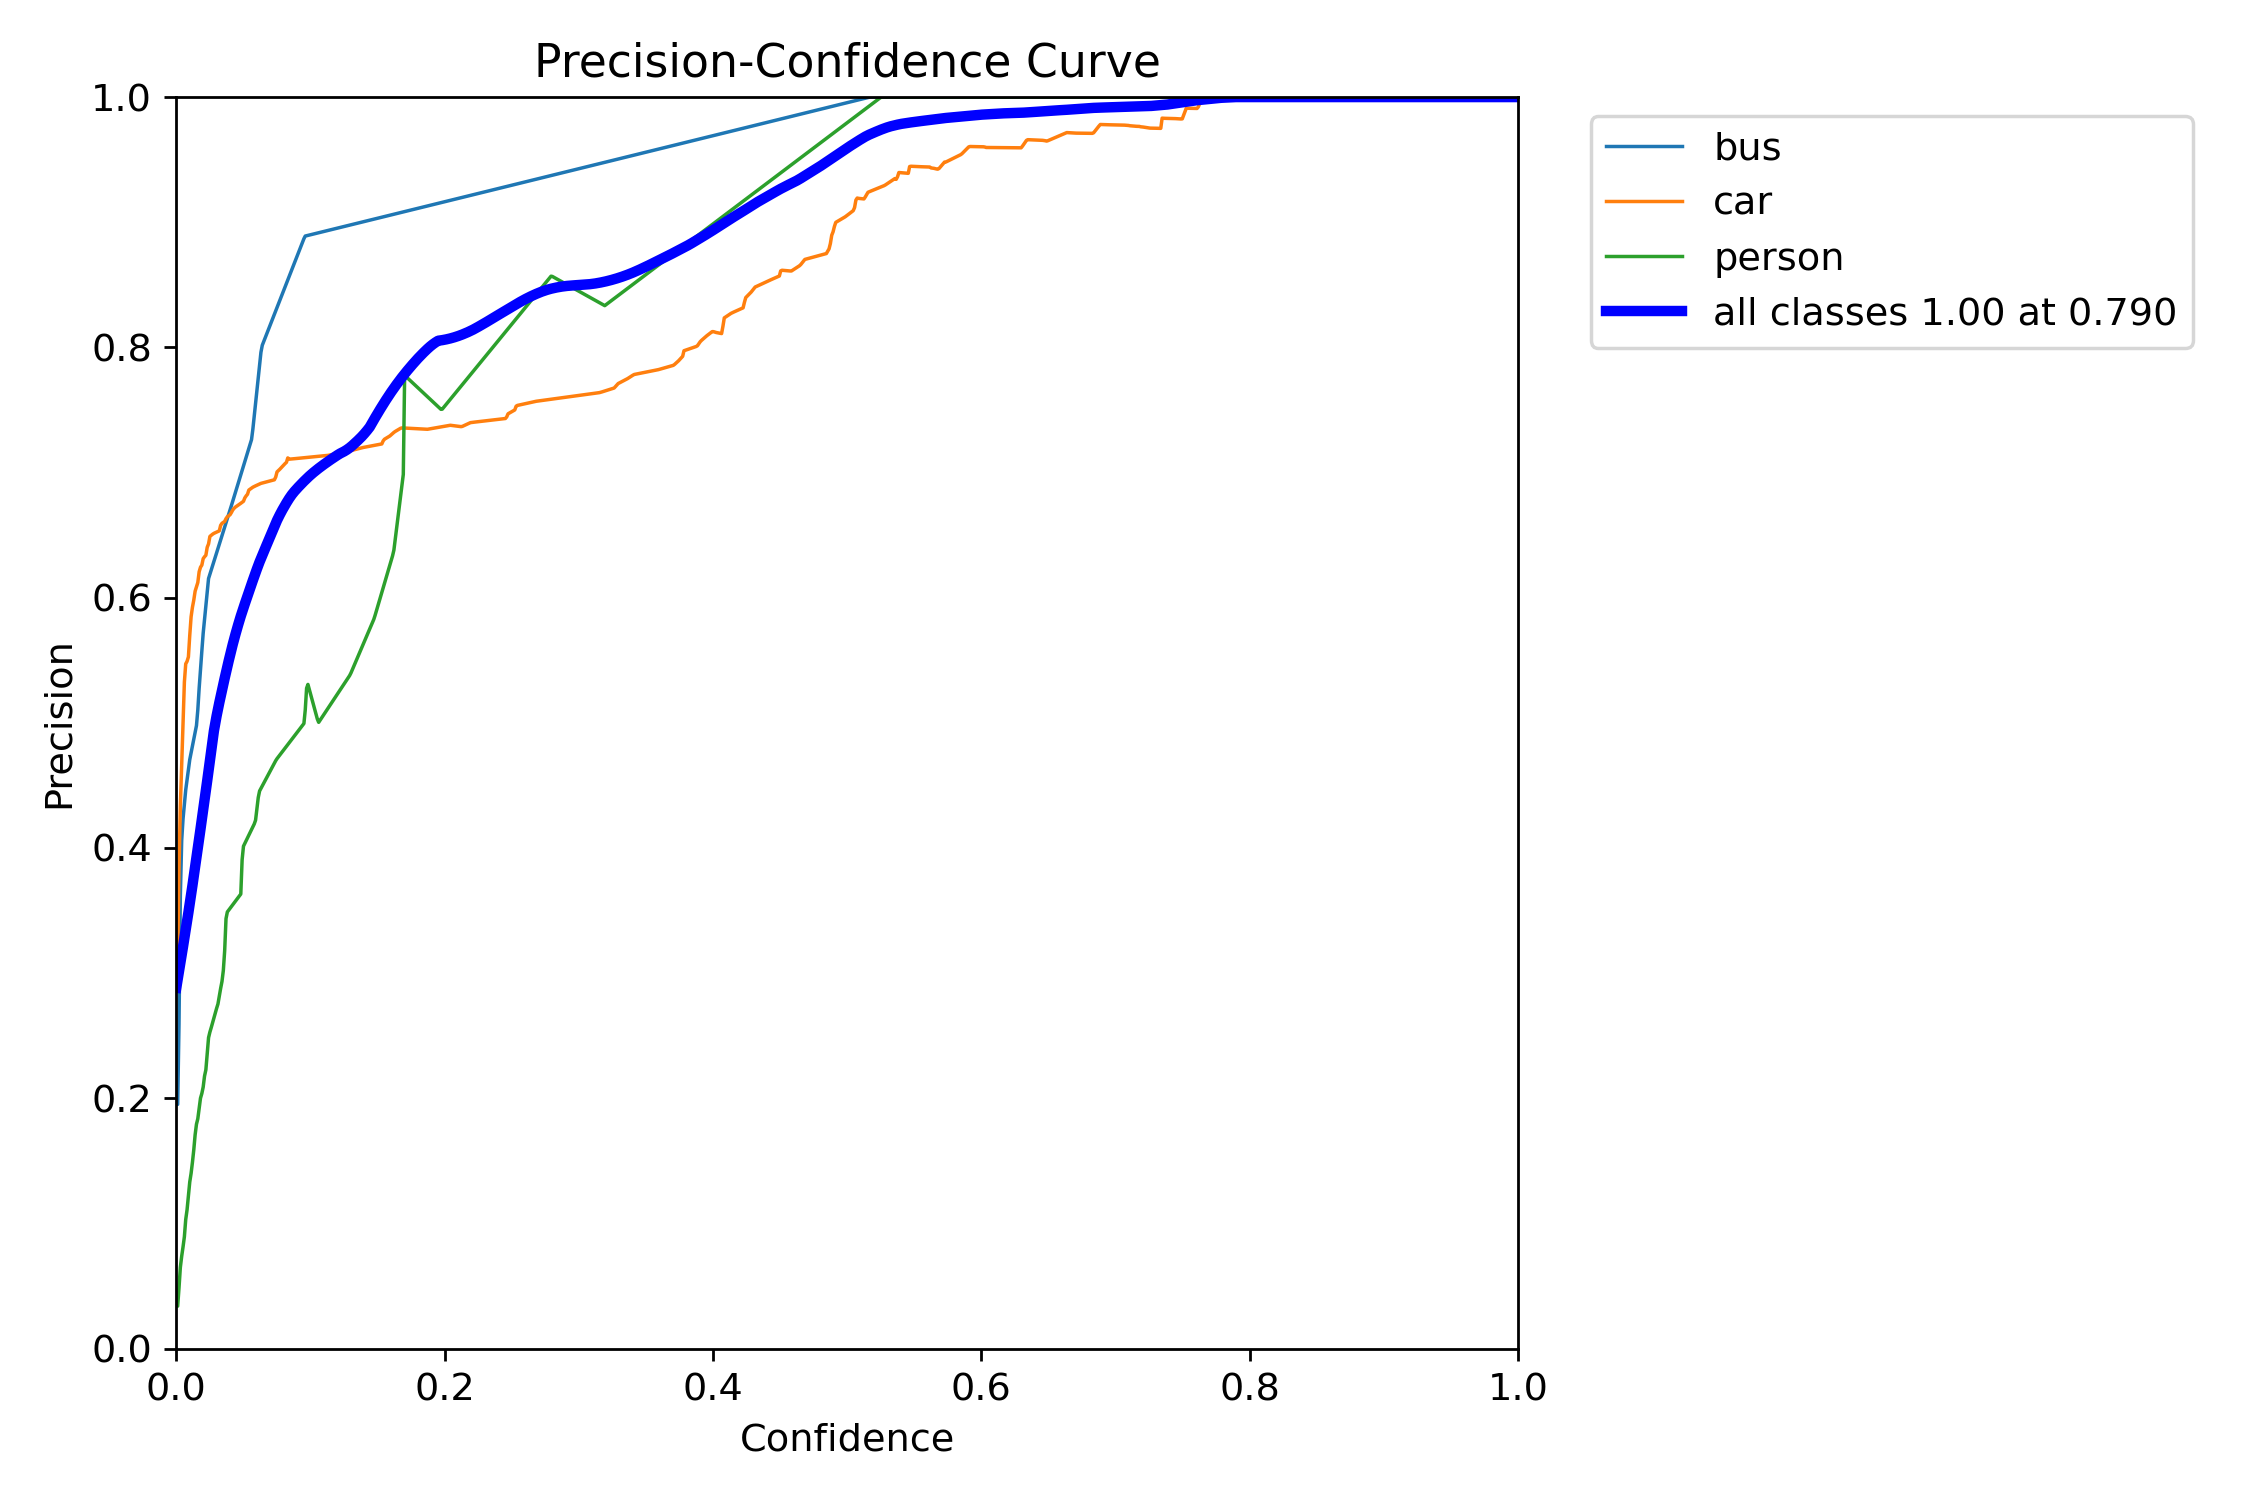 Precision-Confidence Curve
1.0
0.8
0.6
0.4
0.2
0.0
Precision
0.0 0.2 0.4 0.6 0.8 1.0
Confidence
bus
car
person
all classes 1.00 at 0.790